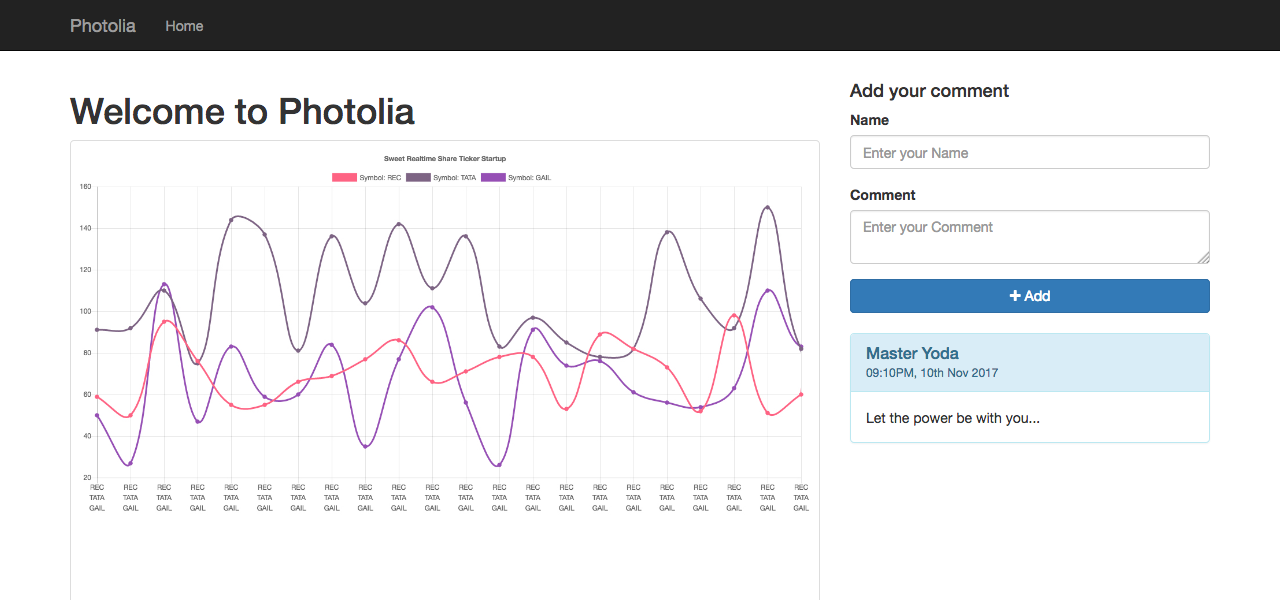 Photolia Home
Welcome to Photolia
Sweet Realtime Share Ticker Startup
Symbol: REC Symbol: TATA Symbol: GAIL
160
140
120
100
80
60
40
20
REC REC REC REC REC REC REC REC REC REC REC REC REC REC REC REC REC REC REC REC REC REC
TATA TATA TATA TATA TATA TATA TATA TATA TATA TATA TATA TATA TATA TATA TATA TATA TATA TATA TATA TATA TATA TATA
GAIL GAIL GAIL GAIL GAIL GAIL GAIL GAIL GAIL GAIL GAIL GAIL GAIL GAIL GAIL GAIL GAIL GAIL GAIL GAIL GAIL GAIL
Add your comment
Name
Enter your Name
Comment
Enter your Comment
Add
Master Yoda
09:10PM, 10th Nov 2017
Let the power be with you...